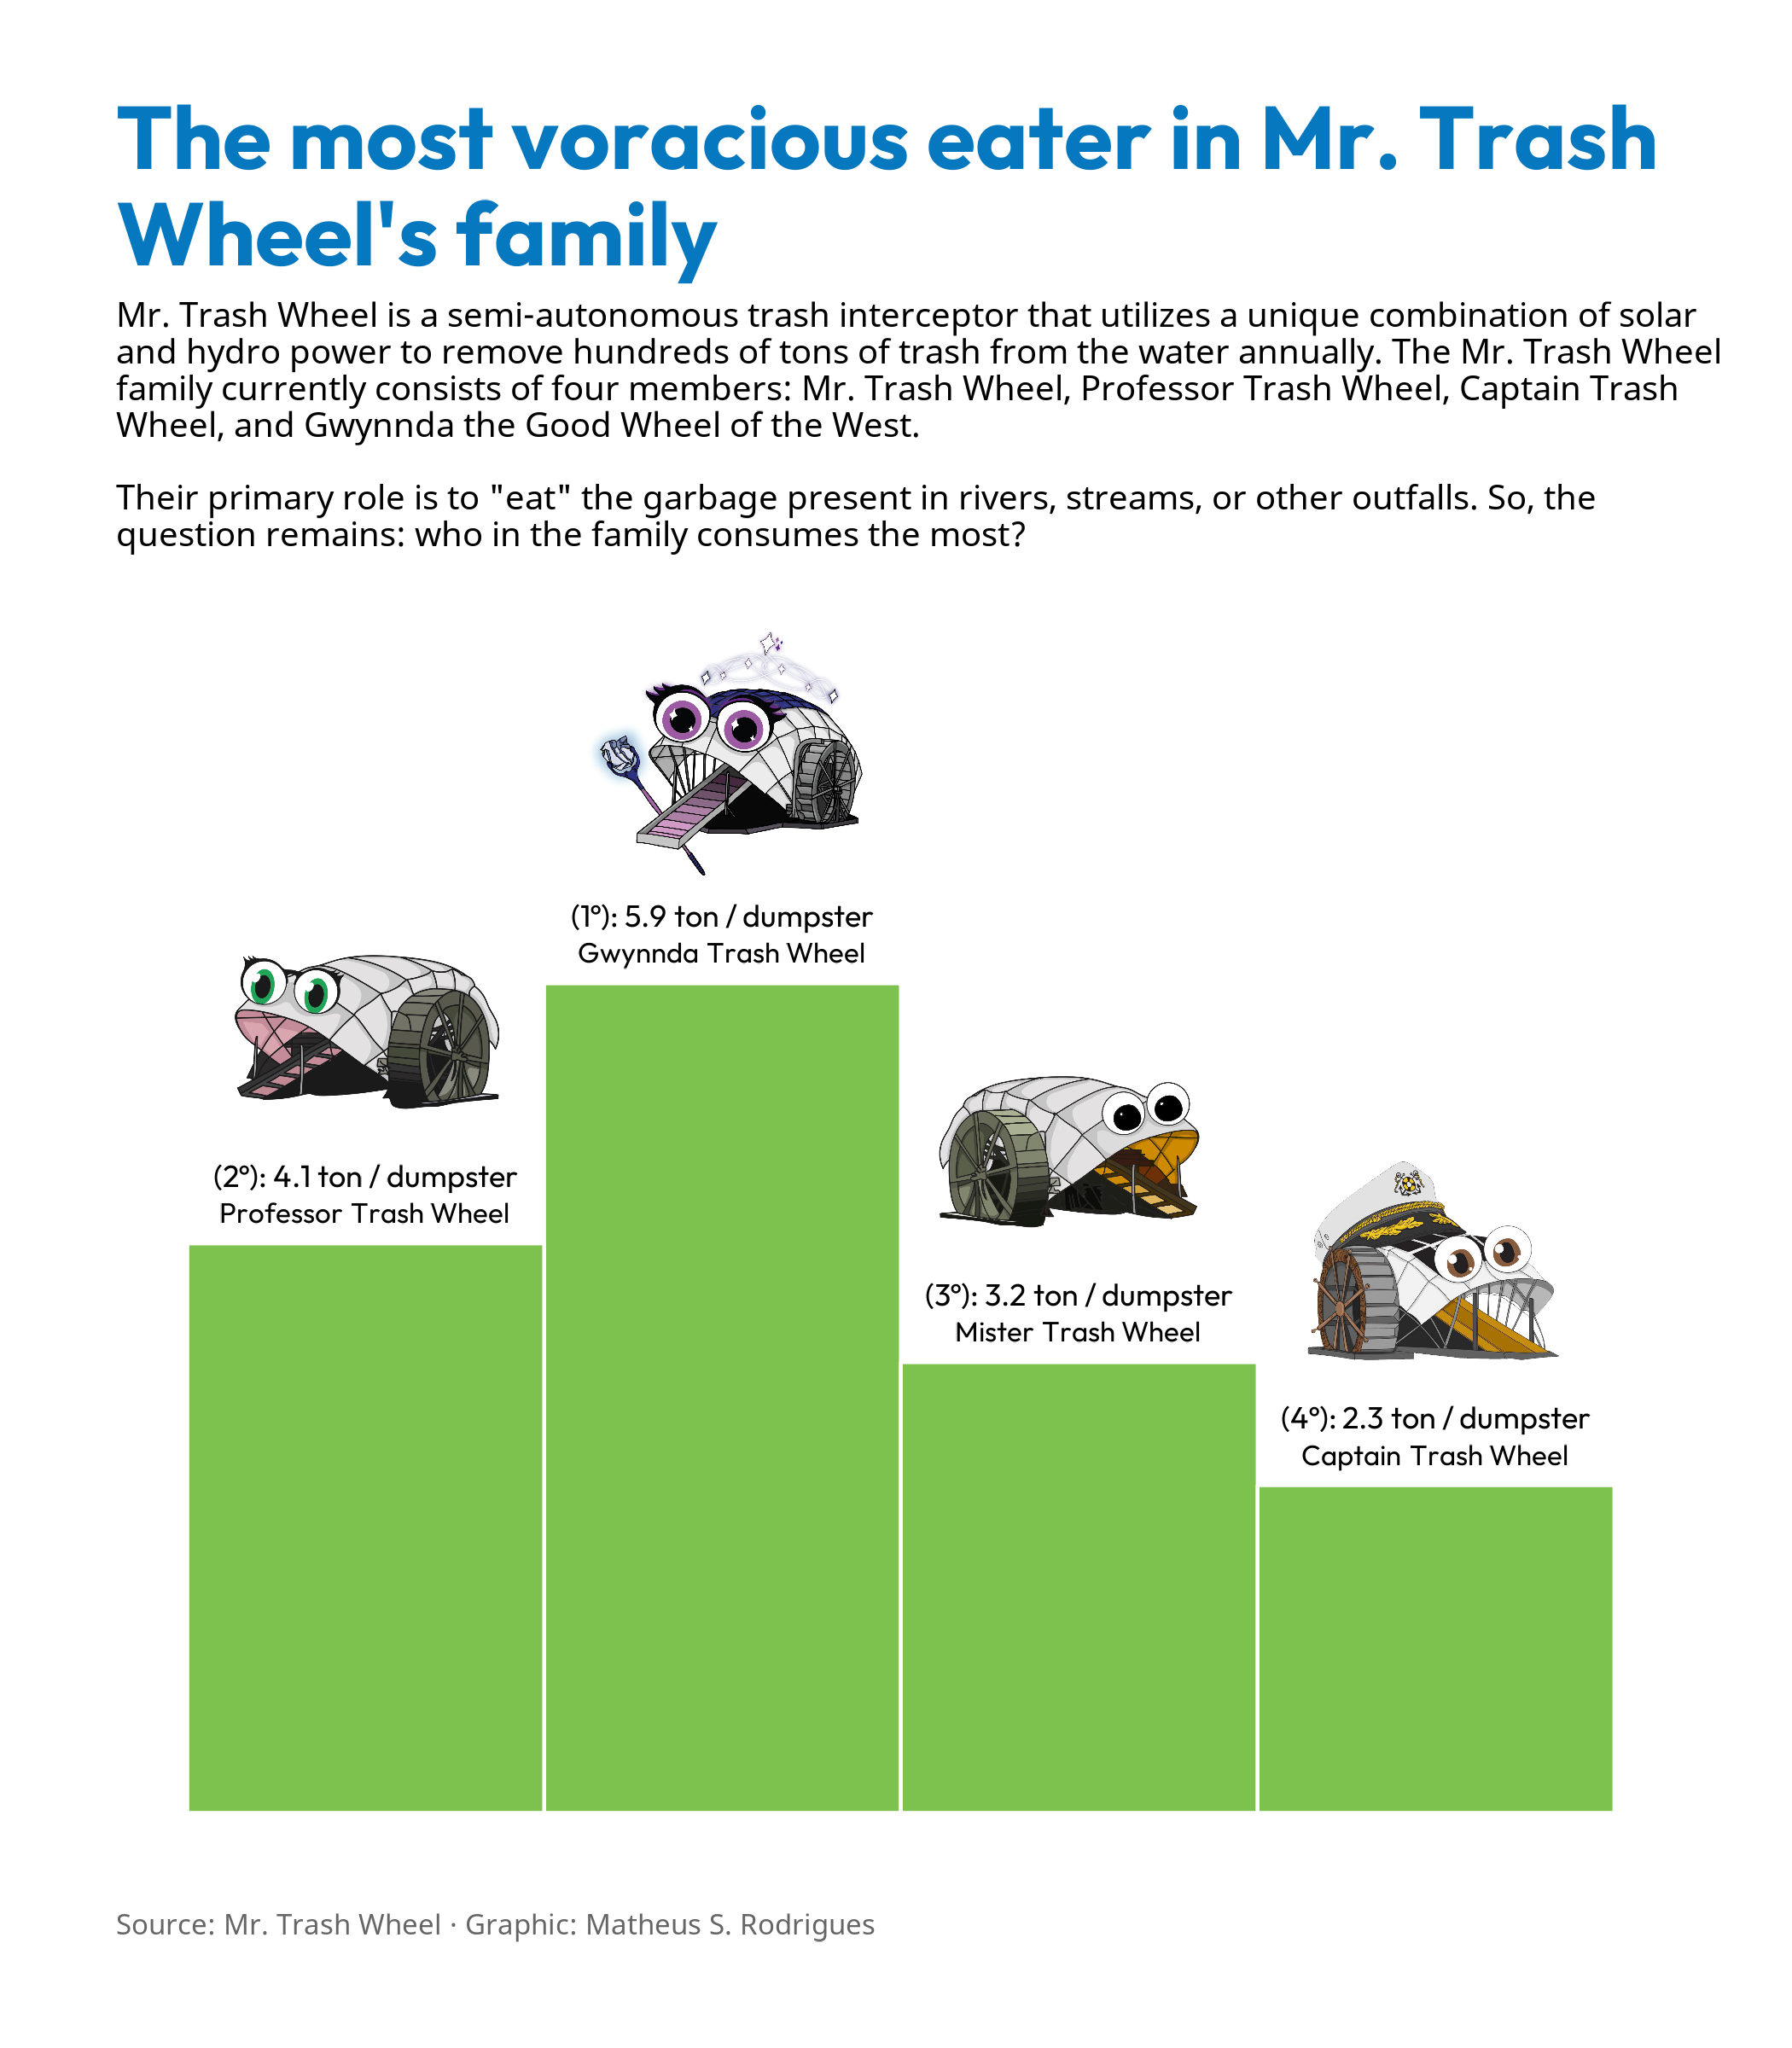 The most voracious eater in Mr. Trash
Wheel's family
Mr. Trash Wheel is a semi-autonomous trash interceptor that utilizes a unique combination of solar
and hydro power to remove hundreds of tons of trash from the water annually. The Mr. Trash Wheel
family currently consists of four members: Mr. Trash Wheel, Professor Trash Wheel, Captain Trash
Wheel, and Gwynnda the Good Wheel of the West.
Their primary role is to "eat" the garbage present in rivers, streams, or other outfalls. So, the
question remains: who in the family consumes the most?
(2°): 4.1 ton / dumpster
Professor Trash Wheel
(1°): 5.9 ton / dumpster
Gwynnda Trash Wheel
(3°): 3.2 ton / dumpster
Mister Trash Wheel
(4°): 2.3 ton / dumpster
Captain Trash Wheel
Source: Mr. Trash Wheel · Graphic: Matheus S. Rodrigues